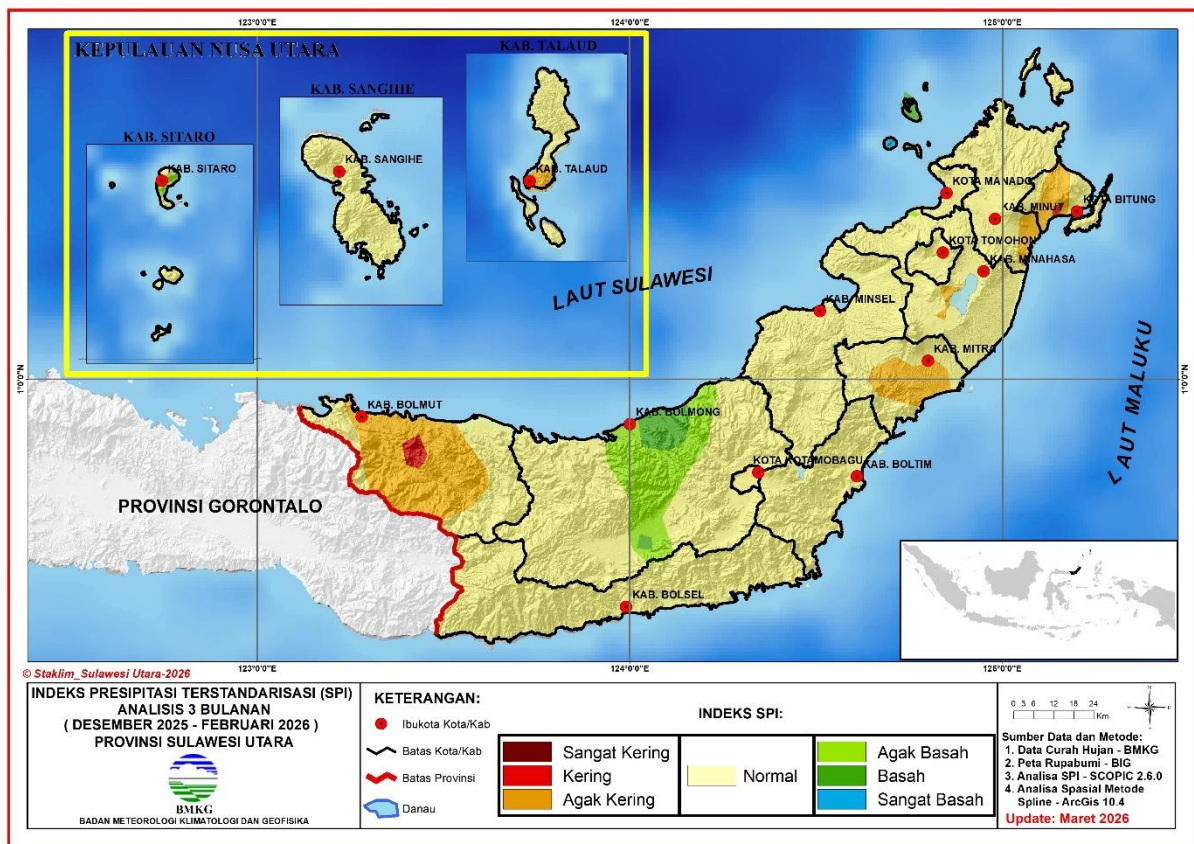 123°0'0"E
124°0'0"E
125°0'0"E
KEPULAUAN NUSA UTARA
KAB. TALAUD
KAB. SANGIHE
KAB. SITARO
KAB. SITARO
KAB. SANGIHE
KAB. TALAUD
KOTA MANADO
KAB. MINUT
KOTA BITUNG
KOTA TOMOHON
KAB. MINAHASA
LAUT SULAWESI
KAB. MINSEL
KAB. MITRA
LAUT MALUKU
1°0'0"N
1°0'0"N
KAB. BOLMUT
KAB. BOLMONG
KOTA KOTAMOBAGU
KAB. BOLTIM
PROVINSI GORONTALO
KAB. BOLSEL
123°0'0"E
124°0'0"E
125°0'0"E
© Staklim_Sulawesi Utara-2026
INDEKS PRESIPITASI TERSTANDARISASI (SPI)
ANALISIS 3 BULANAN
( DESEMBER 2025 - FEBRUARI 2026 )
PROVINSI SULAWESI UTARA
BMKG
BADAN METEOROLOGI KLIMATOLOGI DAN GEOFISIKA
KETERANGAN:
Ibukota Kota/Kab
Batas Kota/Kab
Batas Provinsi
Danau
INDEKS SPI:
Sangat Kering
Kering
Agak Kering
Normal
Agak Basah
Basah
Sangat Basah
0 3 6 12 18 24
Km
Sumber Data dan Metode:
1. Data Curah Hujan - BMKG
2. Peta Rupabumi - BIG
3. Analisa SPI - SCOPIC 2.6.0
4. Analisa Spasial Metode
Spline - ArcGis 10.4
Update: Maret 2026